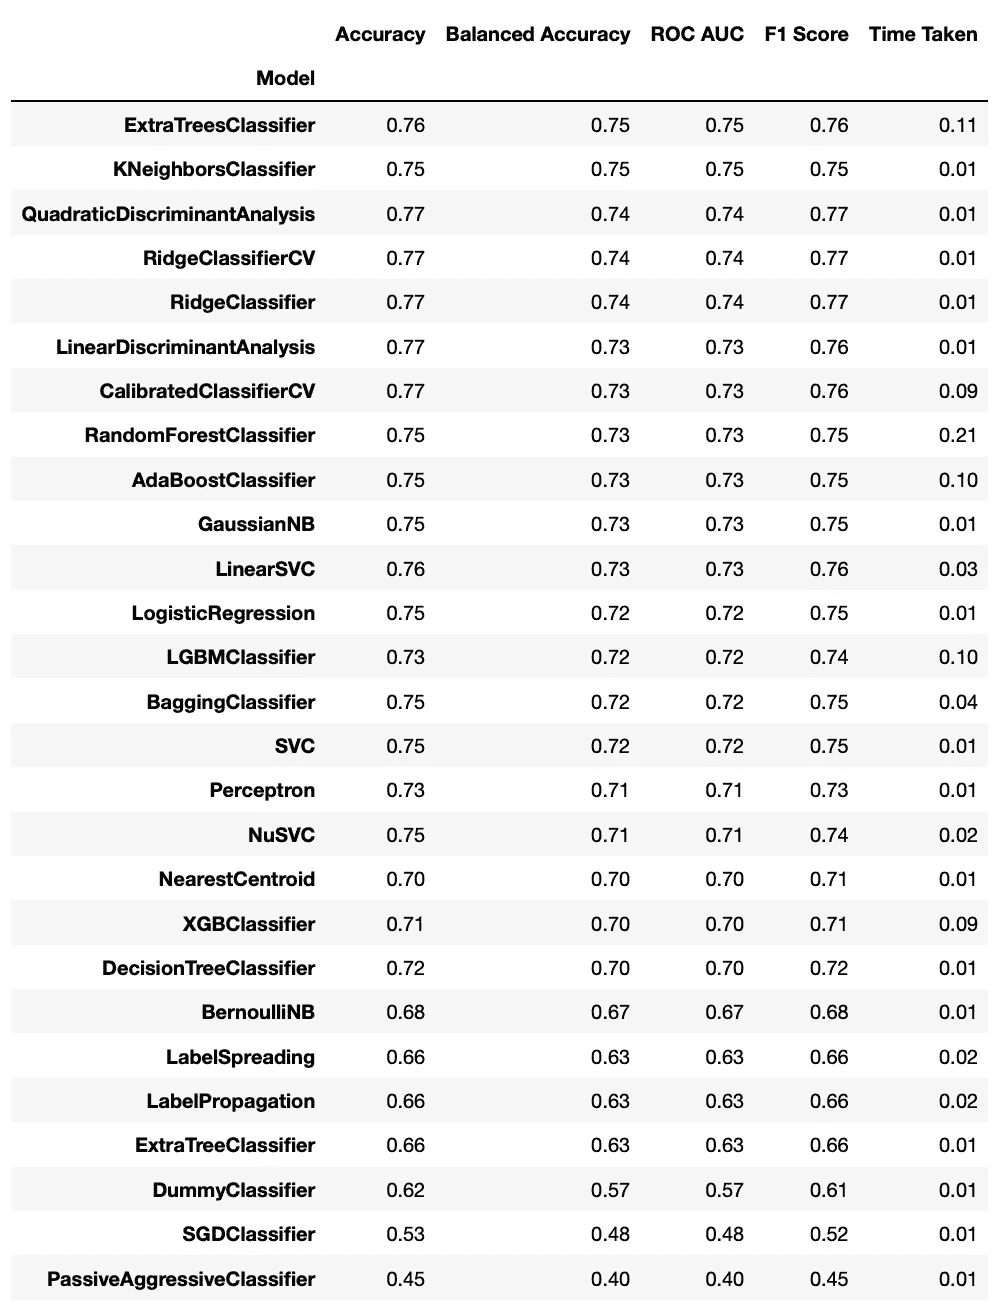 Accuracy Balanced Accuracy ROC AUC F1 Score Time Taken
Model
ExtraTreesClassifier 0.76 0.75 0.75 0.76 0.11
KNeighborsClassifier 0.75 0.75 0.75 0.75 0.01
QuadraticDiscriminantAnalysis 0.77 0.74 0.74 0.77 0.01
RidgeClassifierCV 0.77 0.74 0.74 0.77 0.01
RidgeClassifier 0.77 0.74 0.74 0.77 0.01
LinearDiscriminantAnalysis 0.77 0.73 0.73 0.76 0.01
CalibratedClassifierCV 0.77 0.73 0.73 0.76 0.09
RandomForestClassifier 0.75 0.73 0.73 0.75 0.21
AdaBoostClassifier 0.75 0.73 0.73 0.75 0.10
GaussianNB 0.75 0.73 0.73 0.75 0.01
LinearSVC 0.76 0.73 0.73 0.76 0.03
LogisticRegression 0.75 0.72 0.72 0.75 0.01
LGBMClassifier 0.73 0.72 0.72 0.74 0.10
BaggingClassifier 0.75 0.72 0.72 0.75 0.04
SVC 0.75 0.72 0.72 0.75 0.01
Perceptron 0.73 0.71 0.71 0.73 0.01
NuSVC 0.75 0.71 0.71 0.74 0.02
NearestCentroid 0.70 0.70 0.70 0.71 0.01
XGBClassifier 0.71 0.70 0.70 0.71 0.09
DecisionTreeClassifier 0.72 0.70 0.70 0.72 0.01
BernoulliNB 0.68 0.67 0.67 0.68 0.01
LabelSpreading 0.66 0.63 0.63 0.66 0.02
LabelPropagation 0.66 0.63 0.63 0.66 0.02
ExtraTreeClassifier 0.66 0.63 0.63 0.66 0.01
DummyClassifier 0.62 0.57 0.57 0.61 0.01
SGDClassifier 0.53 0.48 0.48 0.52 0.01
PassiveAggressiveClassifier 0.45 0.40 0.40 0.45 0.01